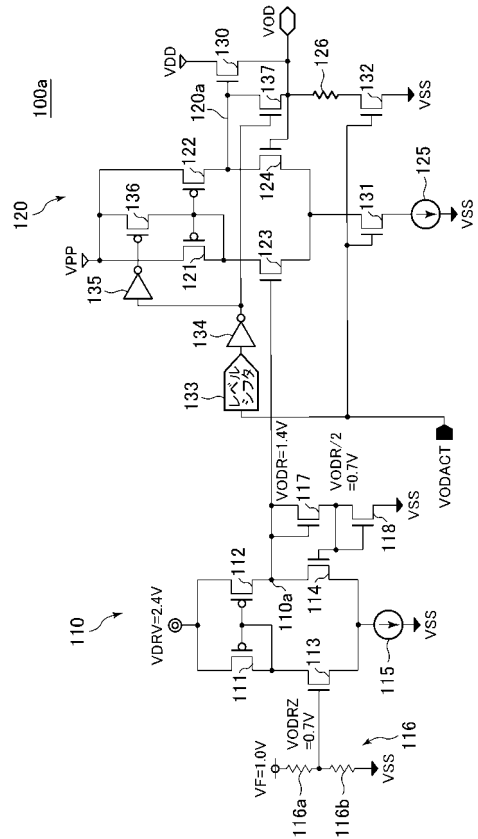 100a
120
VPP
VDD
136
122
130
135
121
120a
134
123
124
137
VOD
133
レベル
シフタ
126
131
132
VSS
125
VSS
VODACT
110
VDRV=2.4V
111
112
110a
VODR=1.4V
117
VODR/2
=0.7V
113
114
118
VSS
115
VSS
VF=1.0V
VODRZ
=0.7V
116a
116b
116
VSS